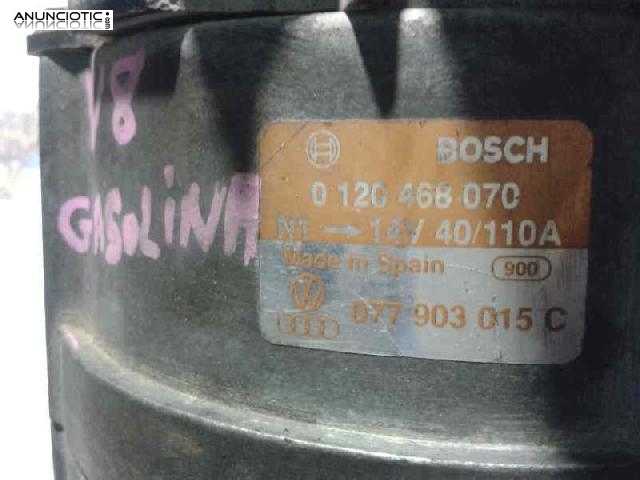 ANUNCIOTIC.com
V8
GASOLINA
BOSCH
0 120 468 070
N1 → 14V 40/110A
Made in Spain 900
077 903 015 C